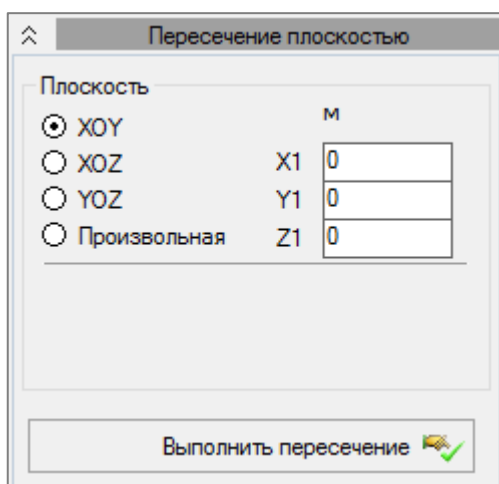 Пересечение плоскостью
Плоскость
м
XOY
XOZ X1 0
YOZ Y1 0
Произвольная Z1 0
Выполнить пересечение